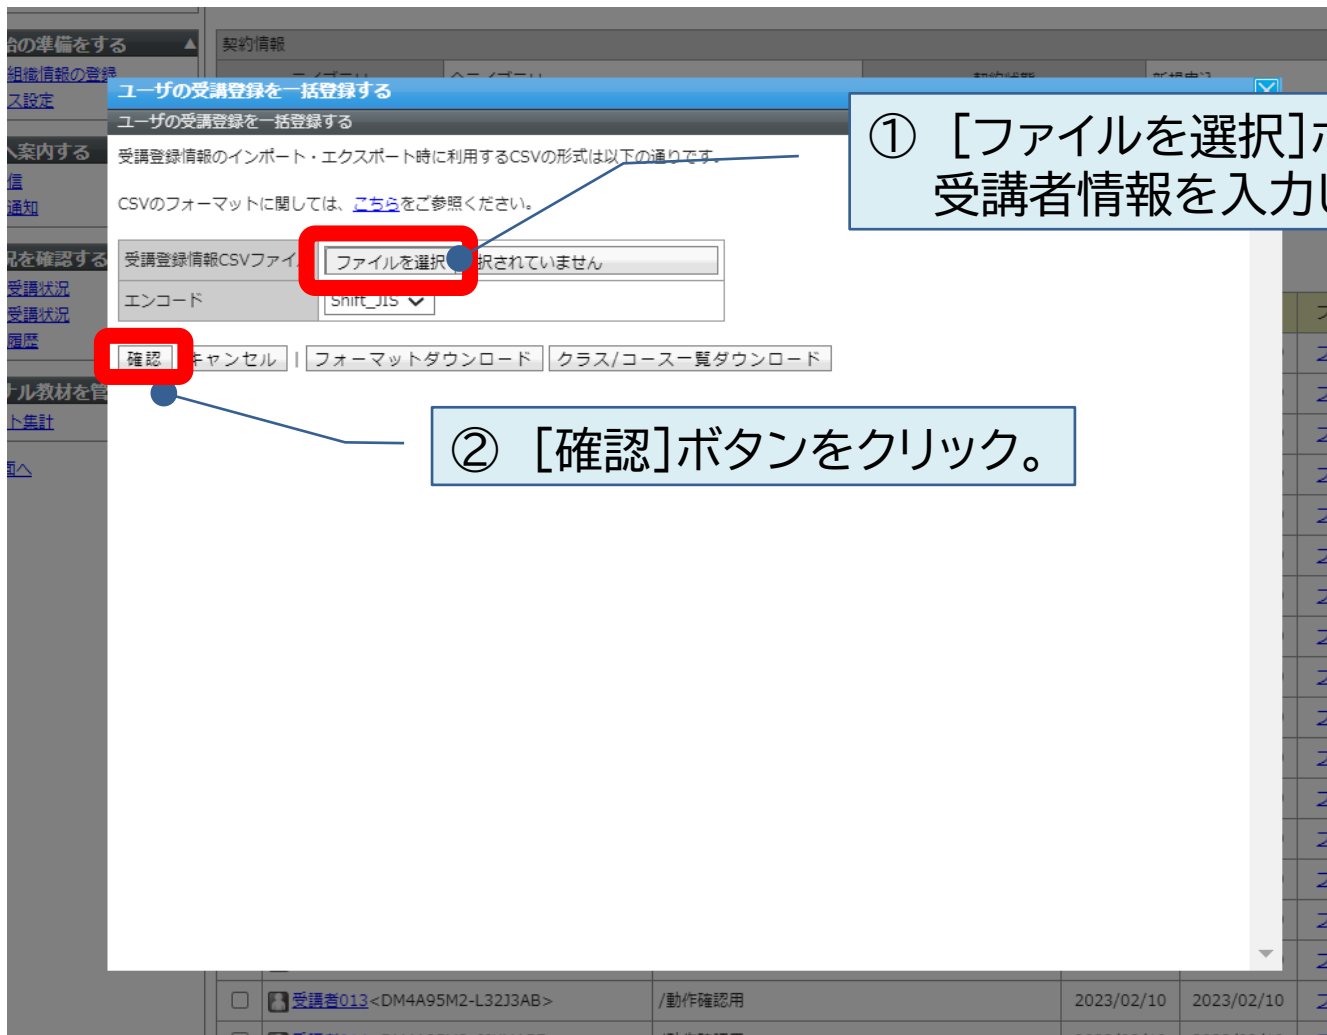 の準備をする ▲
組織情報の登録
ス設定
案内する
信
通知
を確認する
受講状況
受講状況
履歴
ナル教材を管
ト集計
面へ
契約情報
ユーザの受講登録を一括登録する
ユーザの受講登録を一括登録する
受講登録情報のインポート・エクスポート時に利用するCSVの形式は以下の通りです。
CSVのフォーマットに関しては、こちらをご参照ください。
受講登録情報CSVファイ
ファイルを選択 択されていません
エンコード
Shift_JIS
確認 キャンセル | フォーマットダウンロード クラス/コース一覧ダウンロード
① [ファイルを選択]ボ
受講者情報を入力し
② [確認]ボタンをクリック。
受講者013<DM4A95M2-L32J3AB> /動作確認用 2023/02/10 2023/02/10